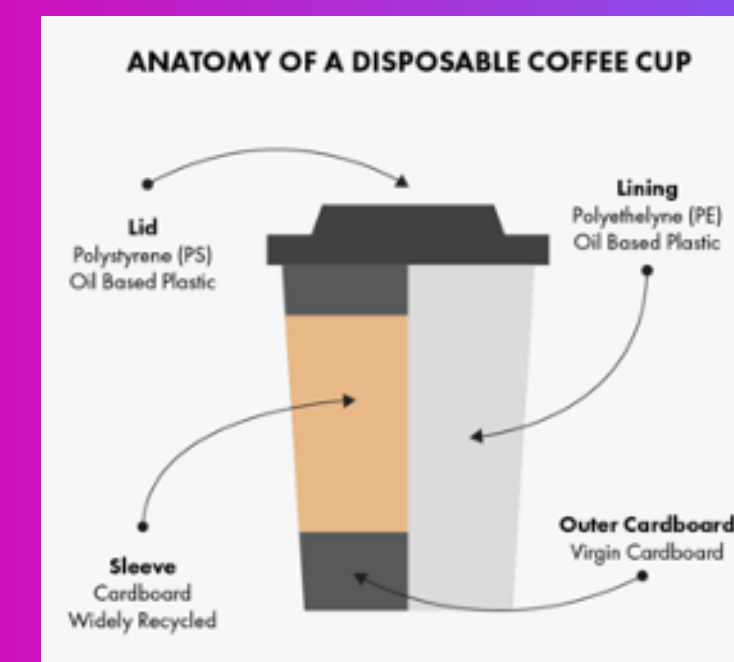 ANATOMY OF A DISPOSABLE COFFEE CUP
Lid
Polystyrene (PS)
Oil Based Plastic
Lining
Polyethelyne (PE)
Oil Based Plastic
Sleeve
Cardboard
Widely Recycled
Outer Cardboard
Virgin Cardboard